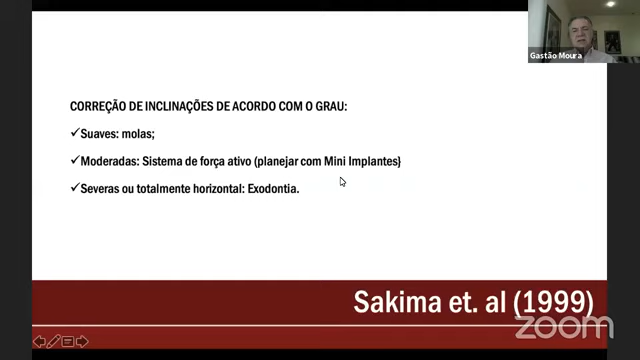 Gastão Moura
CORREÇÃO DE INCLINAÇÕES DE ACORDO COM O GRAU:
✓Suaves: molas;
✓Moderadas: Sistema de força ativo (planejar com Mini Implantes}
✓Severas ou totalmente horizontal: Exodontia.
Sakima et. al (1999)
zoom